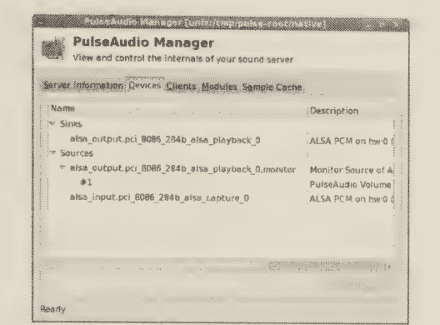 PulseAudio Manager [unix:/tmp/pulse-root/native]
PulseAudio Manager
View and control the internals of your sound server
Server Information Devices Clients Modules Sample Cache
Name Description
Sinks
alsa_output.pci_8086_284b_alsa_playback_0 ALSA PCM on hw:0 (
Sources
alsa_output.pci_8086_284b_alsa_playback_0.monitor Monitor Source of A
#1 PulseAudio Volume
alsa_input.pci_8086_284b_alsa_capture_0 ALSA PCM on hw:0 (
Ready